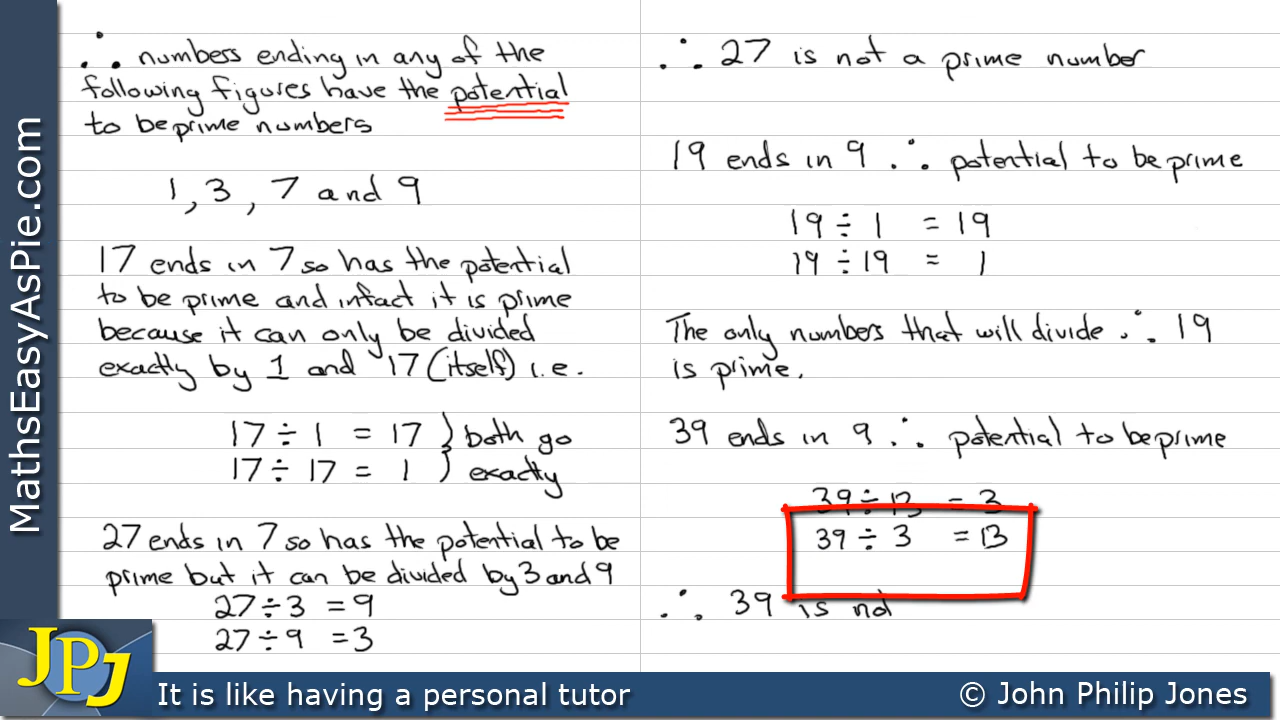 ∴ numbers ending in any of the
following figures have the potential
to be prime numbers
1, 3, 7 and 9
17 ends in 7 so has the potential
to be prime and infact it is prime
because it can only be divided
exactly by 1 and 17 (itself) i.e.
17 ÷ 1 = 17 } both go
17 ÷ 17 = 1 } exactly
27 ends in 7 so has the potential to be
prime but it can be divided by 3 and 9
27 ÷ 3 = 9
27 ÷ 9 = 3
∴ 27 is not a prime number
19 ends in 9 ∴ potential to be prime
19 ÷ 1 = 19
19 ÷ 19 = 1
The only numbers that will divide ∴ 19
is prime.
39 ends in 9 ∴ potential to be prime
39 ÷ 13 = 3
39 ÷ 3 = 13
∴ 39 is not
MathsEasyAsPie.com
JPJ
It is like having a personal tutor
© John Philip Jones